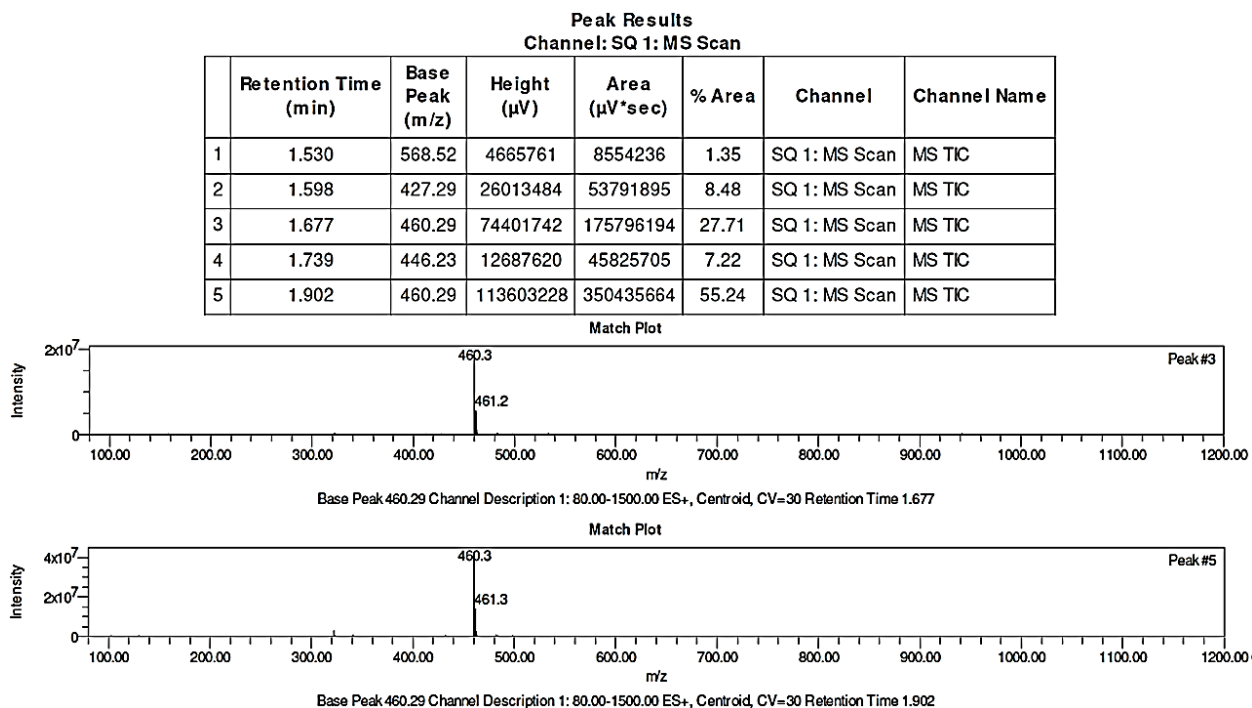 Peak Results
Channel: SQ 1: MS Scan
Retention Time (min) Base Peak (m/z) Height (µV) Area (µV*sec) % Area Channel Channel Name
1 1.530 568.52 4665761 8554236 1.35 SQ 1: MS Scan MS TIC
2 1.598 427.29 26013484 53791895 8.48 SQ 1: MS Scan MS TIC
3 1.677 460.29 74401742 175796194 27.71 SQ 1: MS Scan MS TIC
4 1.739 446.23 12687620 45825705 7.22 SQ 1: MS Scan MS TIC
5 1.902 460.29 113603228 350435664 55.24 SQ 1: MS Scan MS TIC
Match Plot
2x10^7
460.3
Peak #3
461.2
Intensity
0
100.00 200.00 300.00 400.00 500.00 600.00 700.00 800.00 900.00 1000.00 1100.00 1200.00
m/z
Base Peak 460.29 Channel Description 1: 80.00-1500.00 ES+, Centroid, CV=30 Retention Time 1.677
Match Plot
4x10^7
460.3
Peak #5
461.3
2x10^7
Intensity
0
100.00 200.00 300.00 400.00 500.00 600.00 700.00 800.00 900.00 1000.00 1100.00 1200.00
m/z
Base Peak 460.29 Channel Description 1: 80.00-1500.00 ES+, Centroid, CV=30 Retention Time 1.902